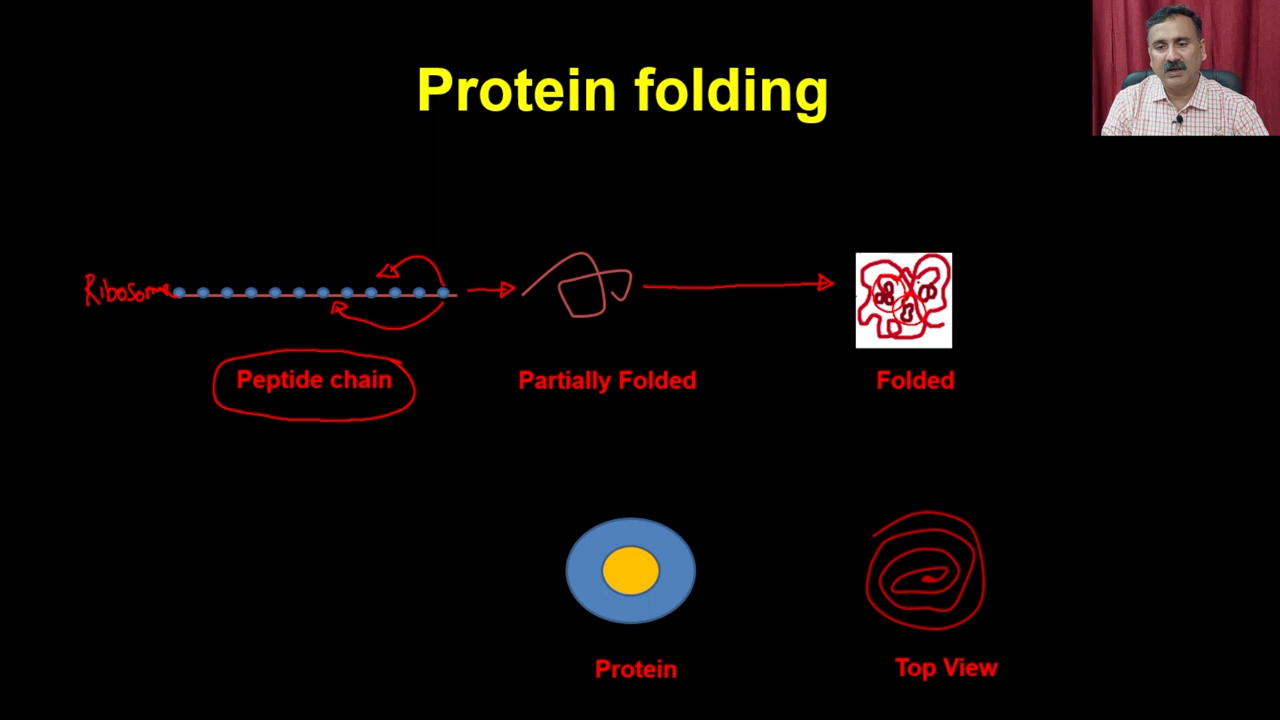 Protein folding
Ribosome
Peptide chain
Partially Folded
Folded
Protein
Top View